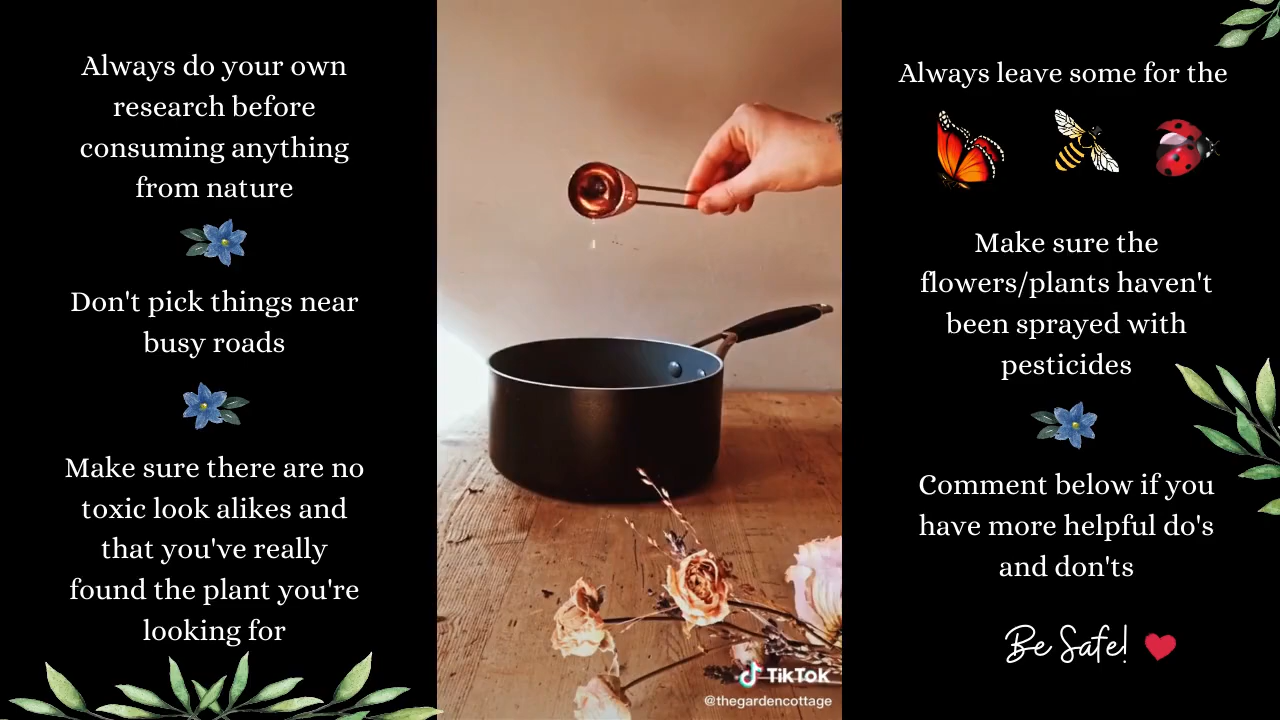 Always do your own
research before
consuming anything
from nature
Don't pick things near
busy roads
Make sure there are no
toxic look alikes and
that you've really
found the plant you're
looking for
TikTok
@thegardencottage
Always leave some for the
Make sure the
flowers/plants haven't
been sprayed with
pesticides
Comment below if you
have more helpful do's
and don'ts
Be Safe!